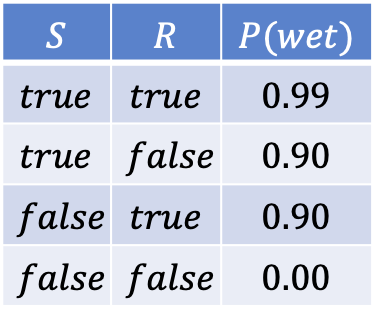 S R P(wet)
true true 0.99
true false 0.90
false true 0.90
false false 0.00